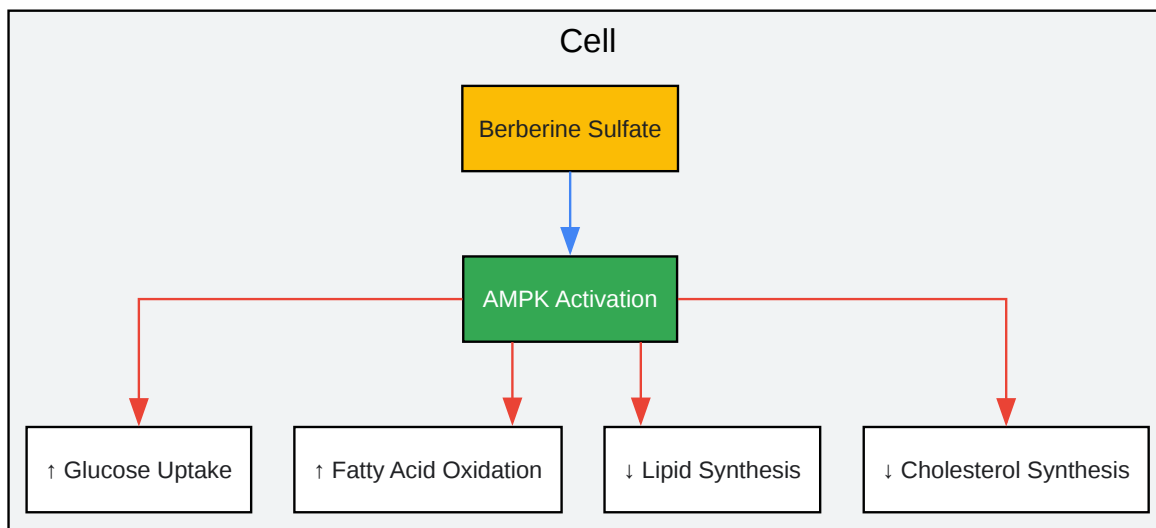 Cell
Berberine Sulfate
AMPK Activation
↑ Glucose Uptake
↑ Fatty Acid Oxidation
↓ Lipid Synthesis
↓ Cholesterol Synthesis